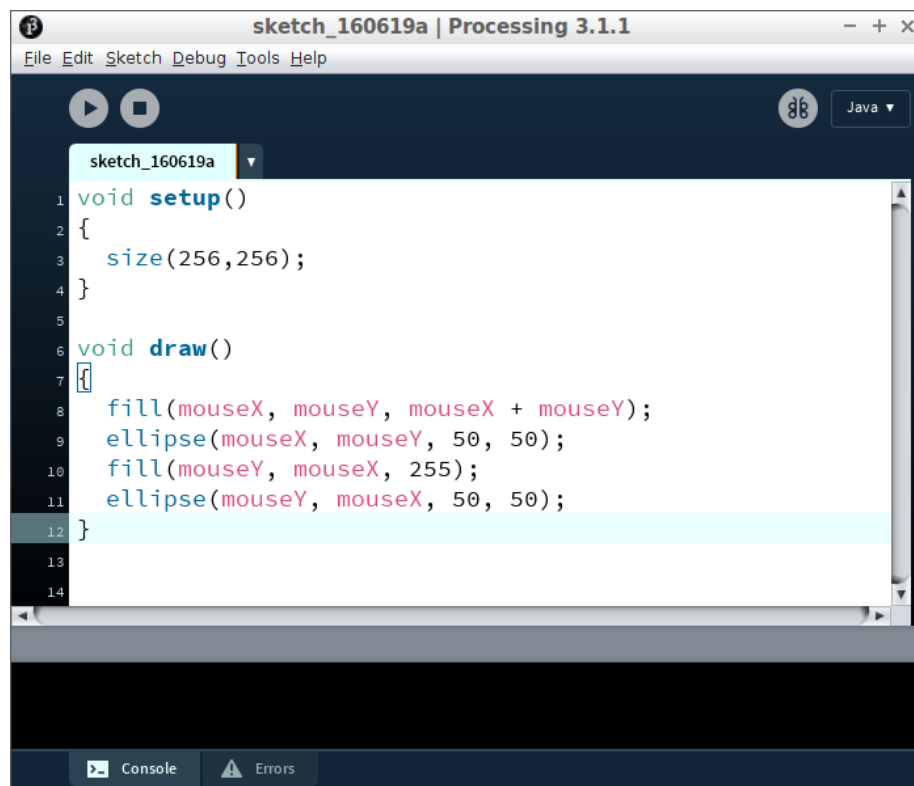 sketch_160619a | Processing 3.1.1
File Edit Sketch Debug Tools Help
Java ▼
sketch_160619a ▼
1 void setup()
2 {
3   size(256,256);
4 }
5
6 void draw()
7 {
8   fill(mouseX, mouseY, mouseX + mouseY);
9   ellipse(mouseX, mouseY, 50, 50);
10   fill(mouseY, mouseX, 255);
11   ellipse(mouseY, mouseX, 50, 50);
12 }
13
14
>_ Console Errors